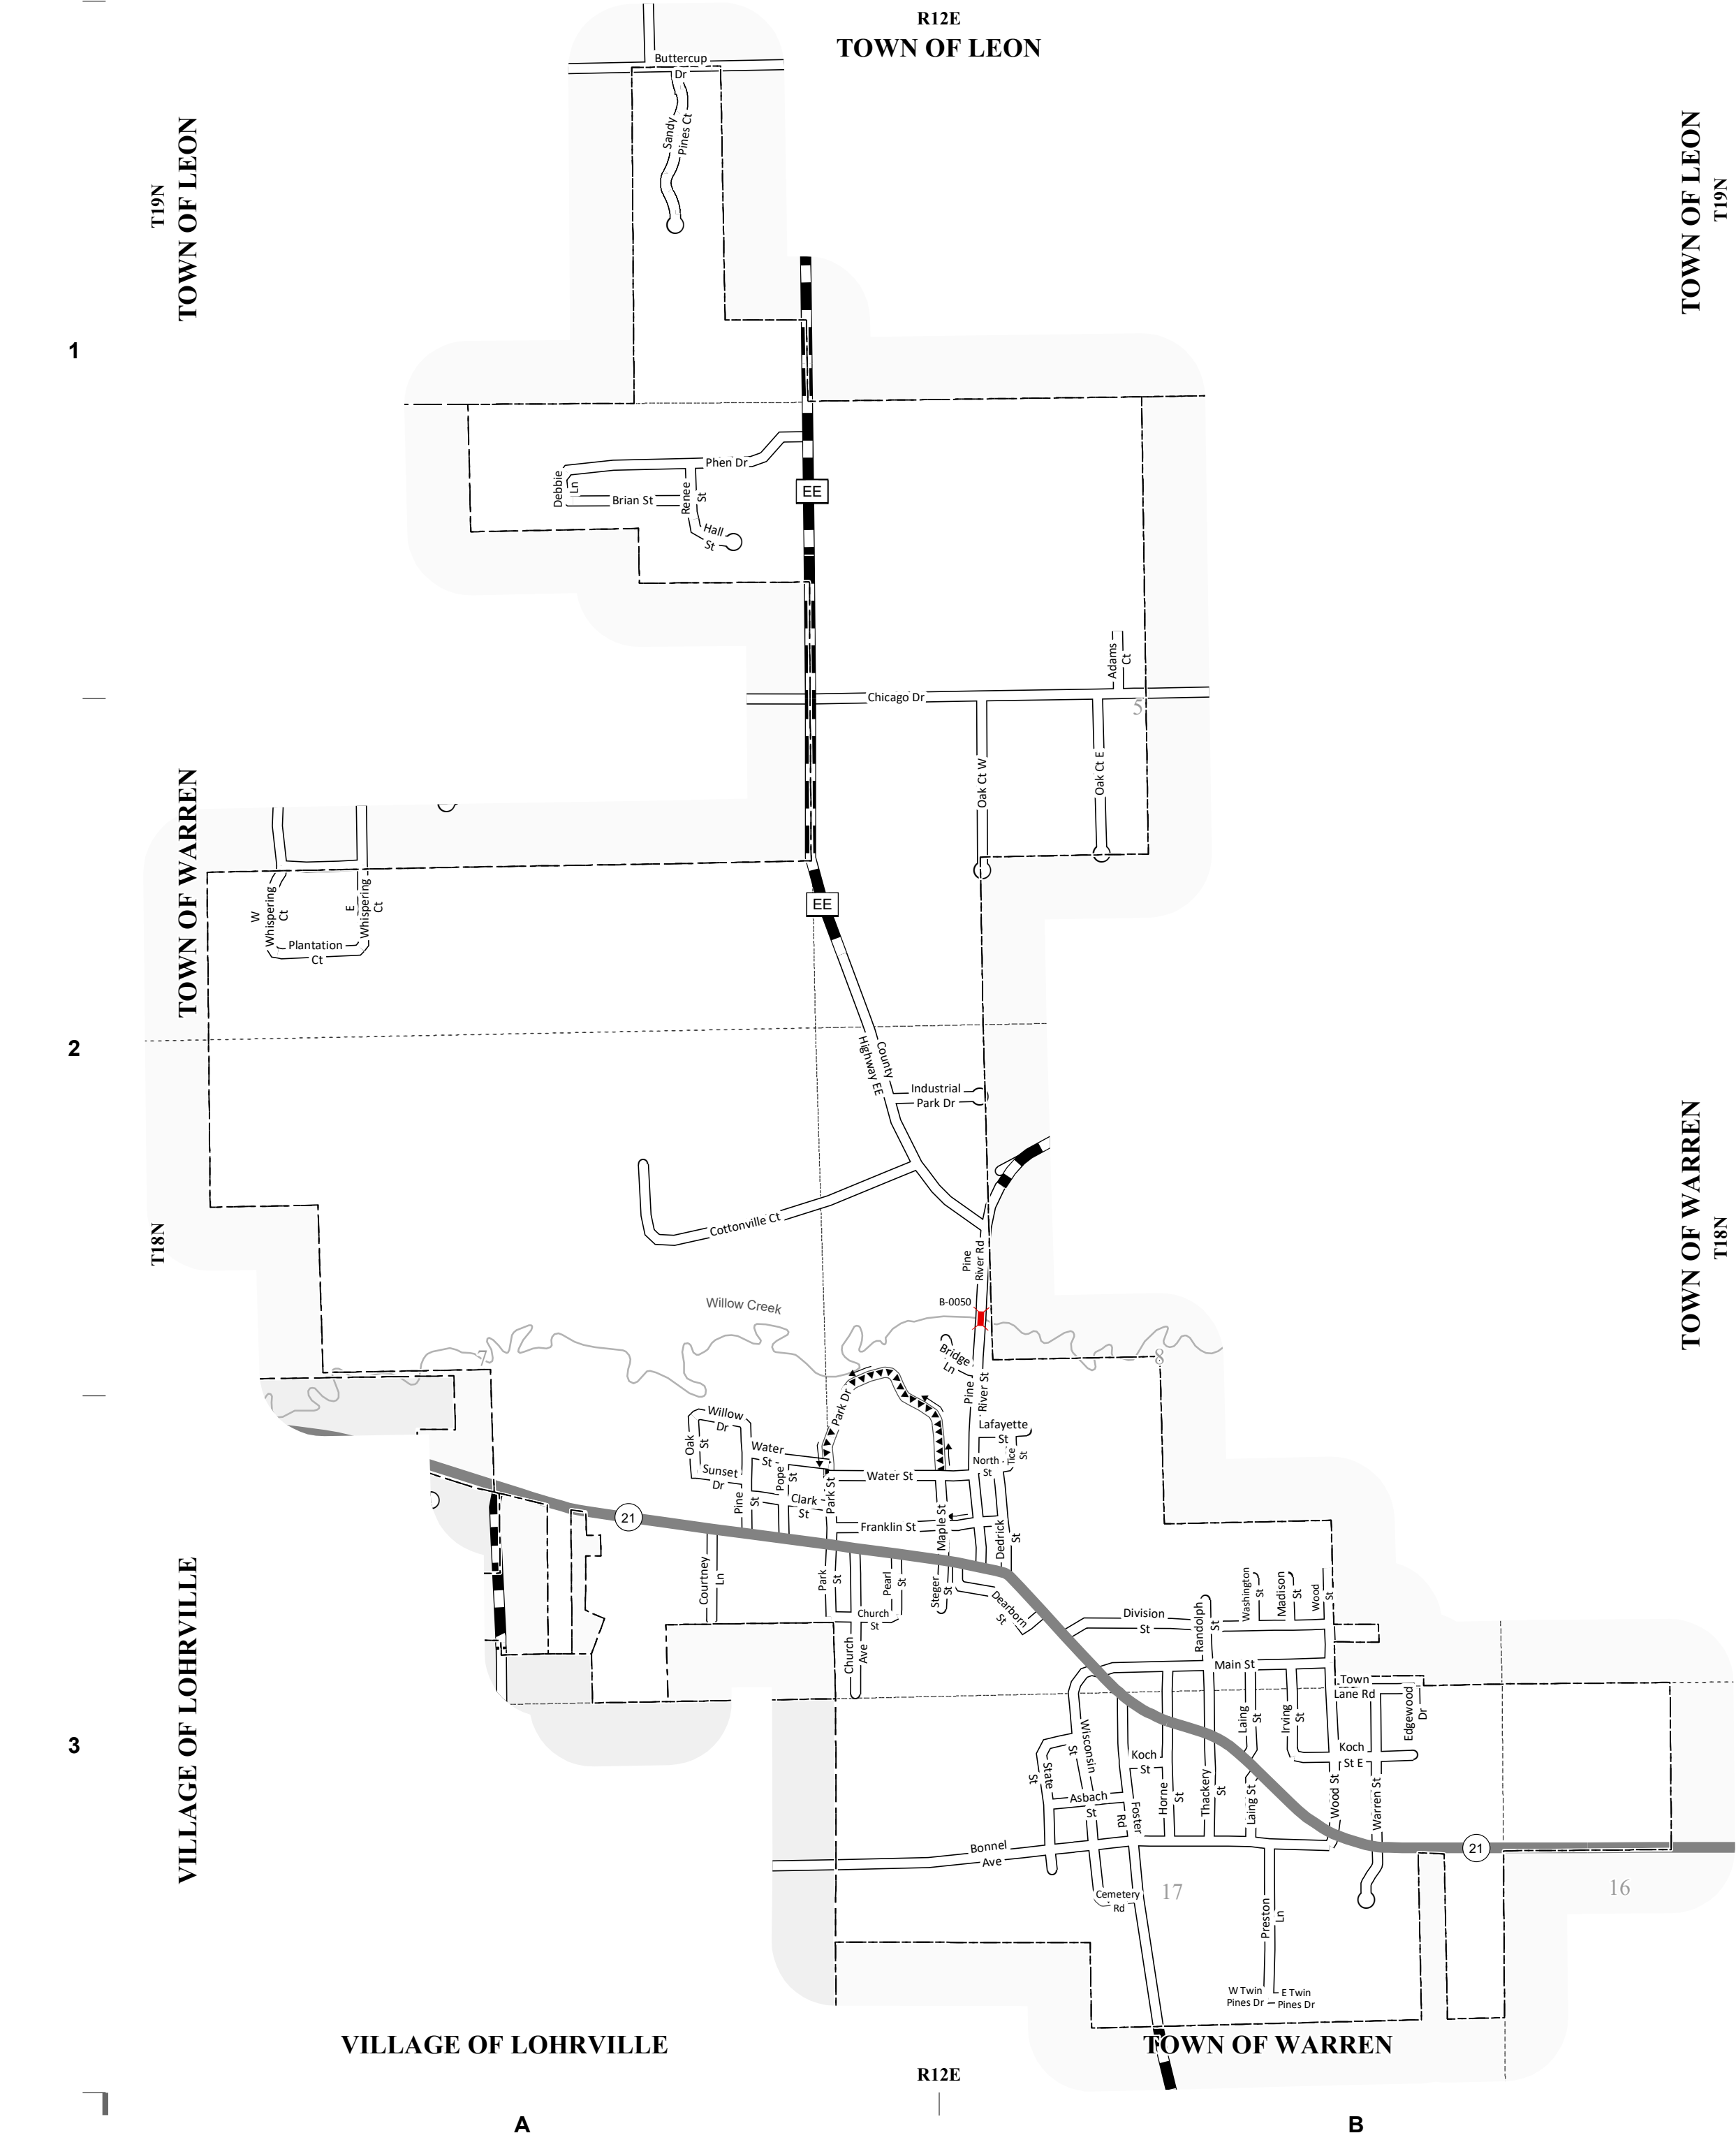 R12E
TOWN OF LEON
Buttercup
Dr
Sandy
Pines Ct
T19N
TOWN OF LEON
TOWN OF LEON
T19N
1
Phen Dr
Debbie
Ln
Brian St
Renee
St
Hall
St
EE
Adams
Ct
Chicago Dr
5
Oak Ct W
Oak Ct E
TOWN OF WARREN
W
Whispering
Ct
E
Whispering
Ct
Plantation
Ct
EE
2
County
Highway EE
Industrial
Park Dr
Cottonville Ct
T18N
TOWN OF WARREN
T18N
Pine
River Rd
B-0050
Willow Creek
7
8
Bridge
Ln
Pine
River St
Park Dr
Willow
Dr
Oak
St
Sunset
Dr
Water
St
Pope
St
Pine
St
Clark
St
Park St
Water St
Lafayette
St
North
St
Tice
St
Franklin St
Maple St
Dedrick
St
21
Courtney
Ln
Park
St
Pearl
St
Steger
St
Dearborn
St
Church
St
Church
Ave
Division
St
Randolph
St
Washington
St
Madison
St
Wood
St
Main St
Town
Lane Rd
Edgewood
Dr
VILLAGE OF LOHRVILLE
3
Wisconsin
St
State
St
Koch
St
Asbach
St
Foster
Rd
Horne
St
Thackery
St
Laing
St
Laing St
Irving
St
Koch
St E
Wood St
Warren St
Bonnel
Ave
21
Cemetery
Rd
17
16
Preston
Ln
W Twin
Pines Dr
E Twin
Pines Dr
VILLAGE OF LOHRVILLE
TOWN OF WARREN
R12E
A
B